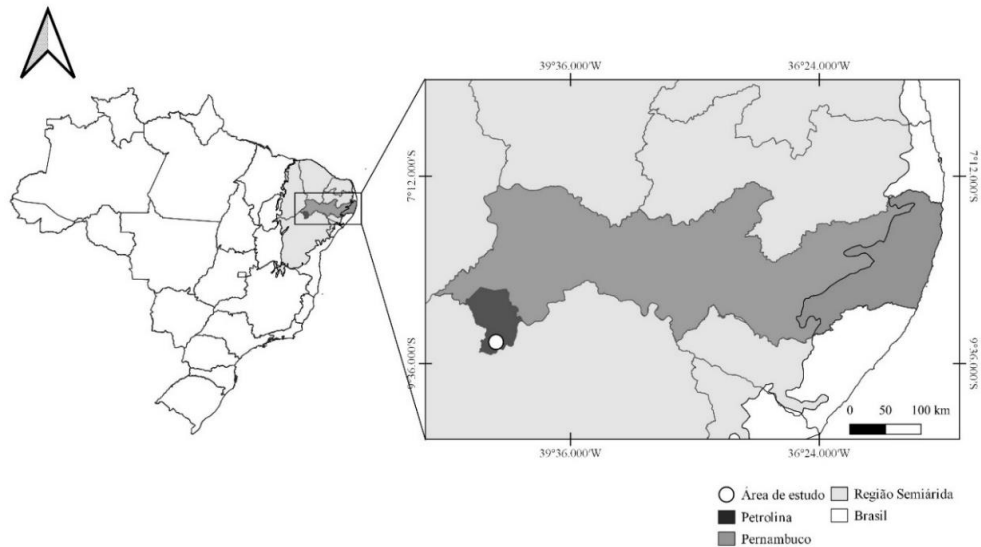 39°36.000'W
36°24.000'W
7°12.000'S
7°12.000'S
9°36.000'S
9°36.000'S
0 50 100 km
39°36.000'W
36°24.000'W
Área de estudo
Petrolina
Pernambuco
Região Semiárida
Brasil